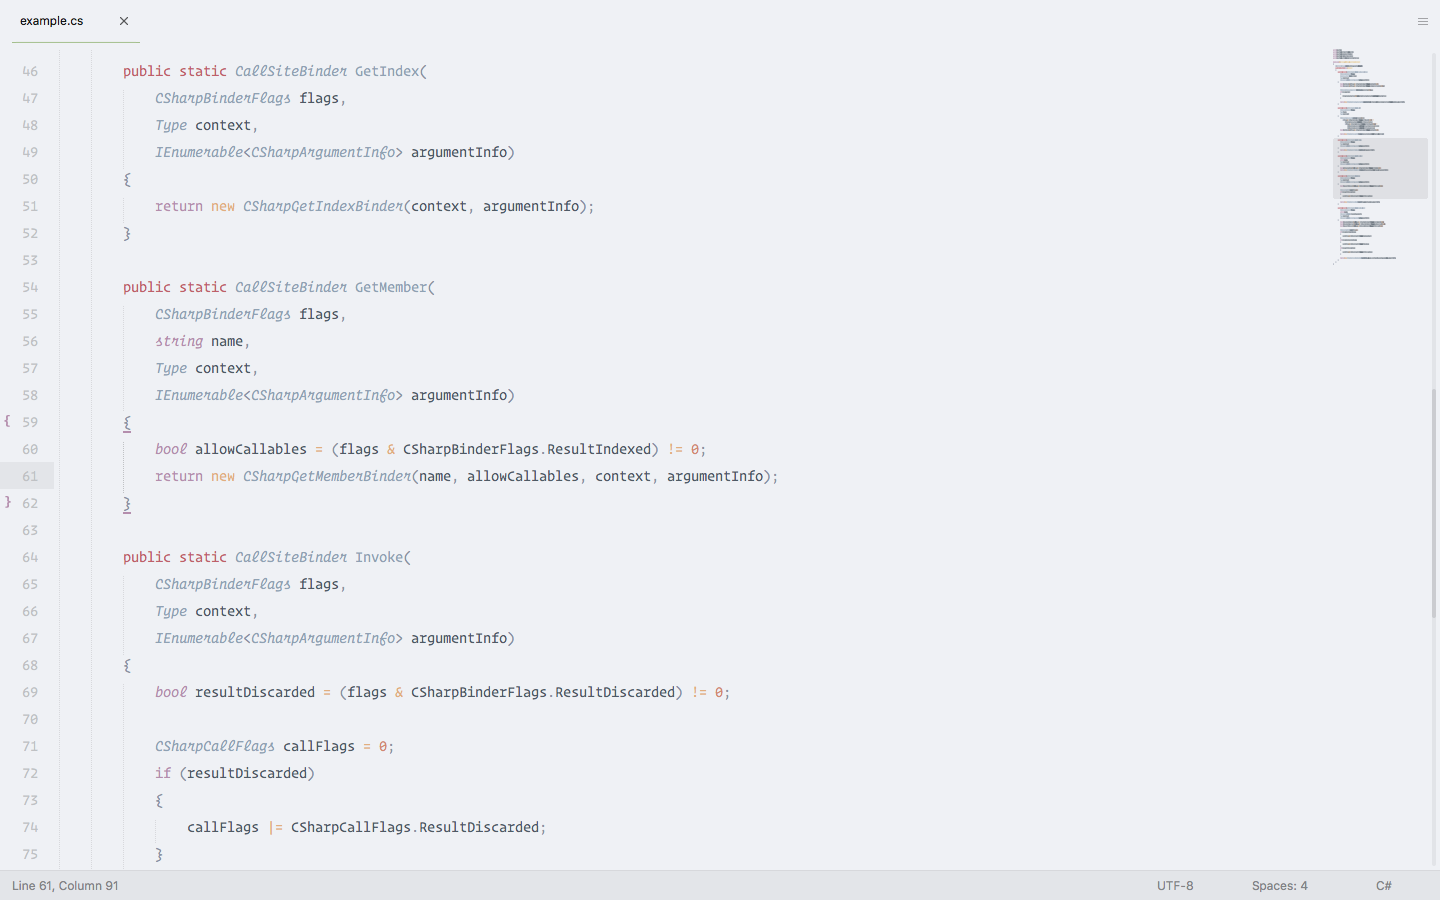 example.cs
46 public static CallSiteBinder GetIndex(
47 CSharpBinderFlags flags,
48 Type context,
49 IEnumerable<CSharpArgumentInfo> argumentInfo)
50 {
51 return new CSharpGetIndexBinder(context, argumentInfo);
52 }
53
54 public static CallSiteBinder GetMember(
55 CSharpBinderFlags flags,
56 string name,
57 Type context,
58 IEnumerable<CSharpArgumentInfo> argumentInfo)
{ 59 {
60 bool allowCallables = (flags & CSharpBinderFlags.ResultIndexed) != 0;
61 return new CSharpGetMemberBinder(name, allowCallables, context, argumentInfo);
} 62 }
63
64 public static CallSiteBinder Invoke(
65 CSharpBinderFlags flags,
66 Type context,
67 IEnumerable<CSharpArgumentInfo> argumentInfo)
68 {
69 bool resultDiscarded = (flags & CSharpBinderFlags.ResultDiscarded) != 0;
70
71 CSharpCallFlags callFlags = 0;
72 if (resultDiscarded)
73 {
74 callFlags |= CSharpCallFlags.ResultDiscarded;
75 }
Line 61, Column 91 UTF-8 Spaces: 4 C#